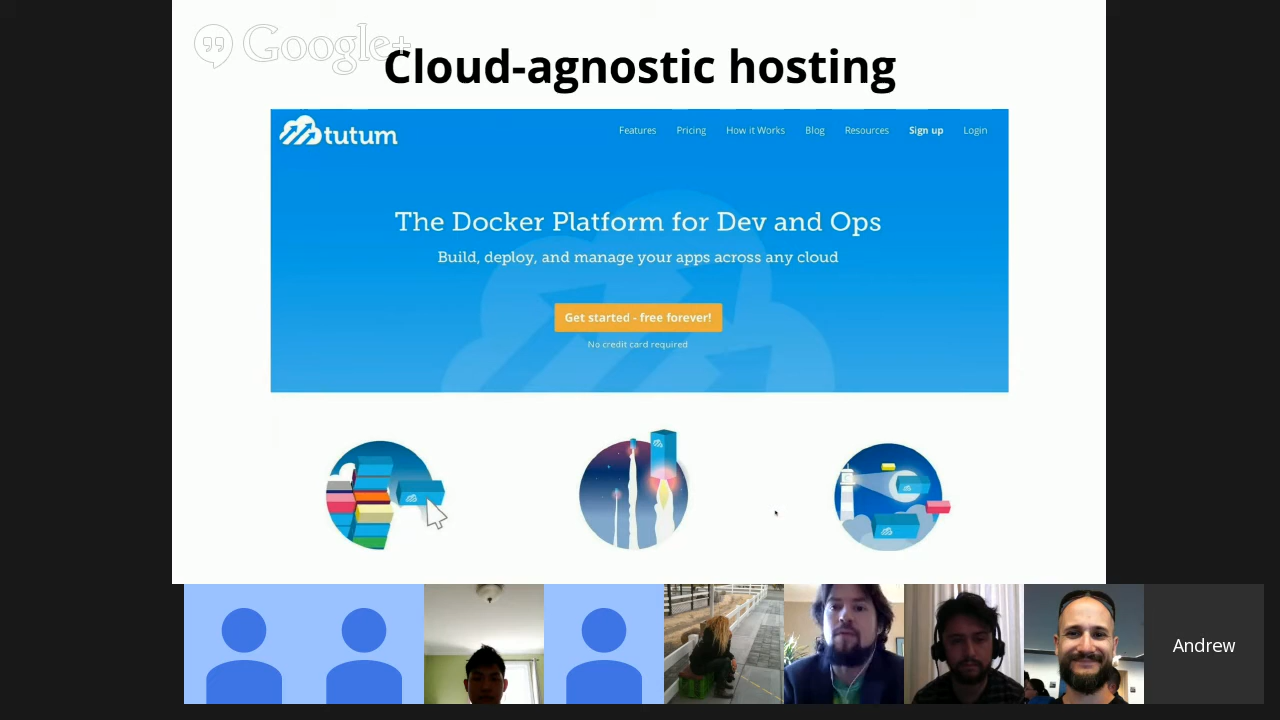 Google+
Cloud-agnostic hosting
tutum
Features Pricing How it Works Blog Resources Sign up Login
The Docker Platform for Dev and Ops
Build, deploy, and manage your apps across any cloud
Get started - free forever!
No credit card required
Andrew